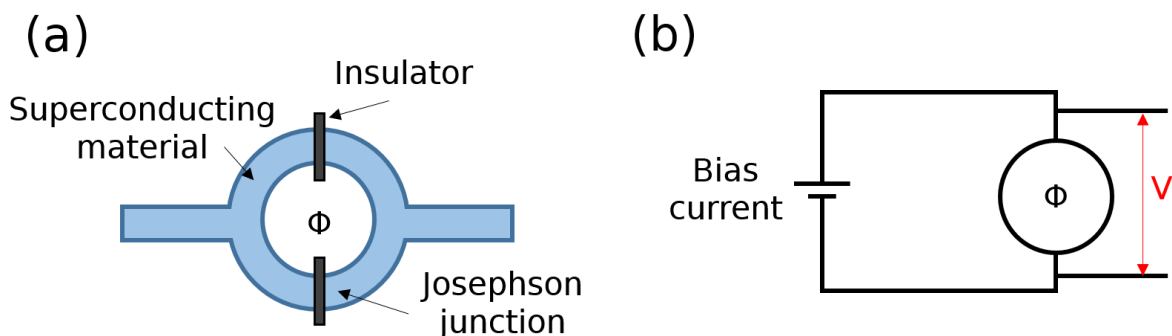 (a)
Insulator
Superconducting
material
Φ
Josephson
junction
(b)
Bias
current
Φ
V